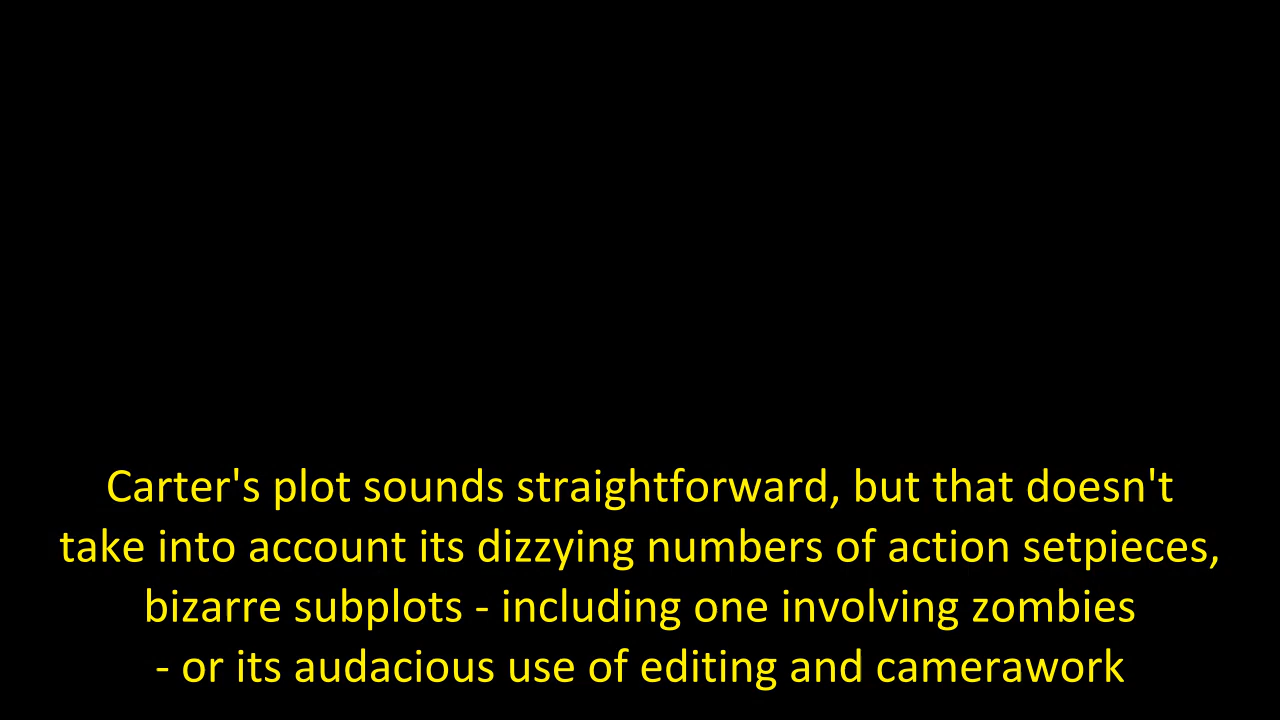 Carter's plot sounds straightforward, but that doesn't
take into account its dizzying numbers of action setpieces,
bizarre subplots - including one involving zombies
- or its audacious use of editing and camerawork